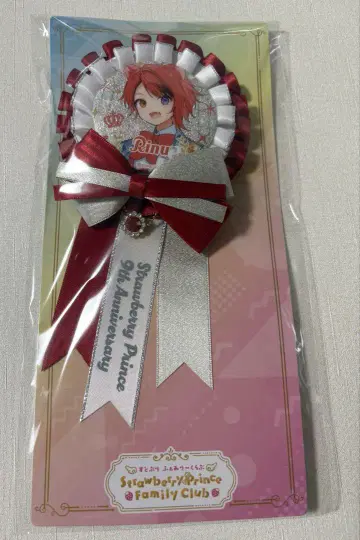 Rinu
Strawberry Prince
9th Anniversary
すとぷり ふぁみりーくらぶ
Strawberry Prince
Family Club